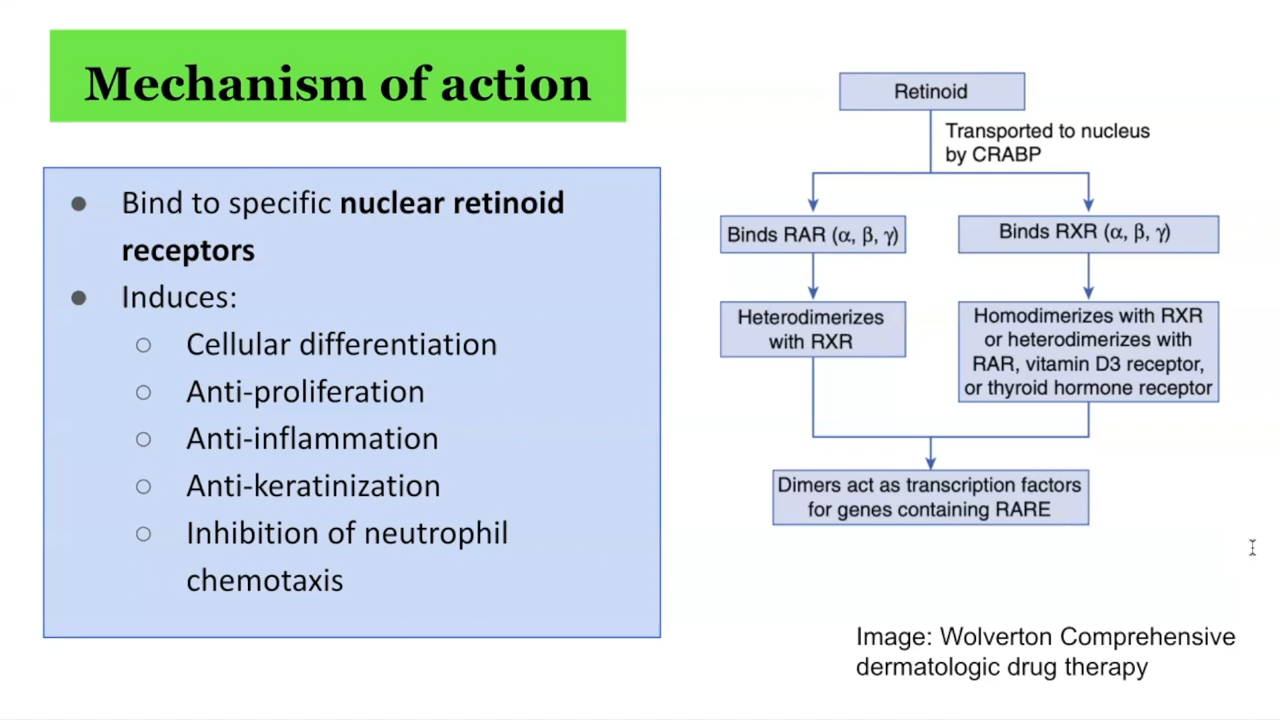 Mechanism of action
● Bind to specific nuclear retinoid
receptors
● Induces:
○ Cellular differentiation
○ Anti-proliferation
○ Anti-inflammation
○ Anti-keratinization
○ Inhibition of neutrophil
chemotaxis
Retinoid
Transported to nucleus
by CRABP
Binds RAR (α, β, γ)
Binds RXR (α, β, γ)
Heterodimerizes
with RXR
Homodimerizes with RXR
or heterodimerizes with
RAR, vitamin D3 receptor,
or thyroid hormone receptor
Dimers act as transcription factors
for genes containing RARE
Image: Wolverton Comprehensive
dermatologic drug therapy